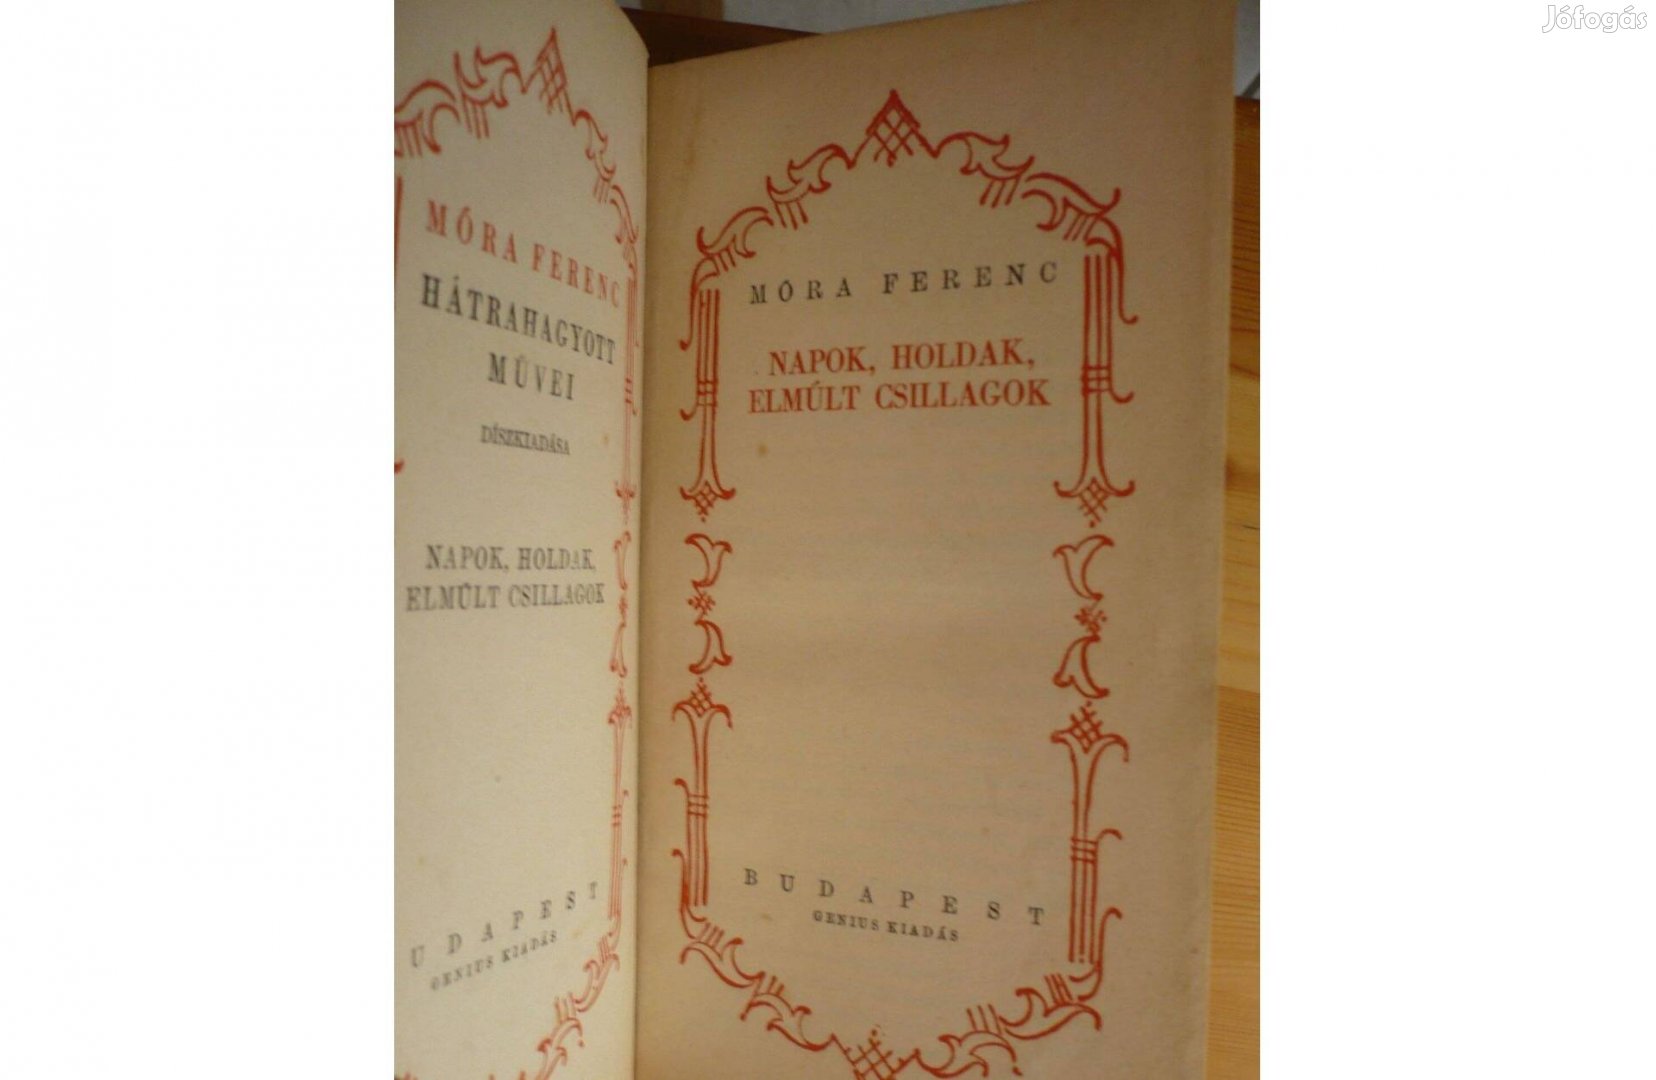 Jófogás
MÓRA FERENC
HÁTRAHAGYOTT
MŰVEI
DÍSZKIADÁSA
NAPOK, HOLDAK,
ELMÚLT CSILLAGOK
UDAPEST
GENIUS KIADÁS
MÓRA FERENC
NAPOK, HOLDAK,
ELMÚLT CSILLAGOK
BUDAPEST
GENIUS KIADÁS